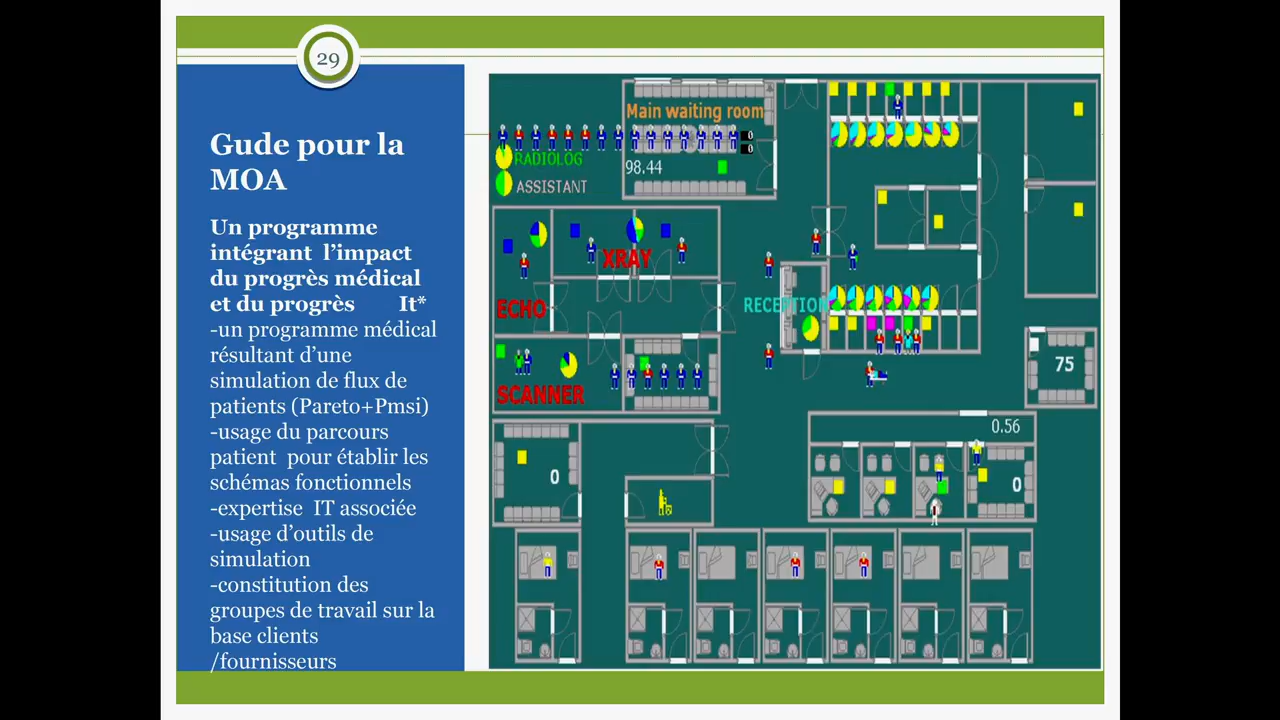 29
Gude pour la
MOA
Un programme
intégrant l’impact
du progrès médical
et du progrès It*
-un programme médical
résultant d’une
simulation de flux de
patients (Pareto+Pmsi)
-usage du parcours
patient pour établir les
schémas fonctionnels
-expertise IT associée
-usage d’outils de
simulation
-constitution des
groupes de travail sur la
base clients
/fournisseurs
Main waiting room
0
0
RADIOLOG
98.44
ASSISTANT
XRAY
ECHO
RECEPTION
SCANNER
75
0.56
0
0